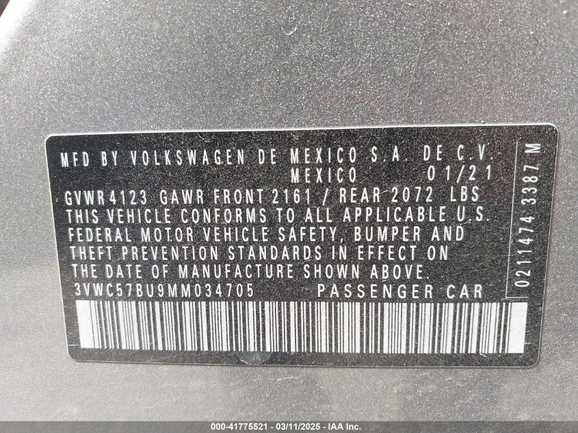 MFD BY VOLKSWAGEN DE MEXICO S.A. DE C.V.
MEXICO 01/21
GVWR 4123 GAWR FRONT 2161 / REAR 2072 LBS
THIS VEHICLE CONFORMS TO ALL APPLICABLE U.S.
FEDERAL MOTOR VEHICLE SAFETY, BUMPER AND
THEFT PREVENTION STANDARDS IN EFFECT ON
THE DATE OF MANUFACTURE SHOWN ABOVE.
3VWC57BU9MM034705 PASSENGER CAR
0211474 3387 M
000-41775521 - 03/11/2025 - IAA Inc.